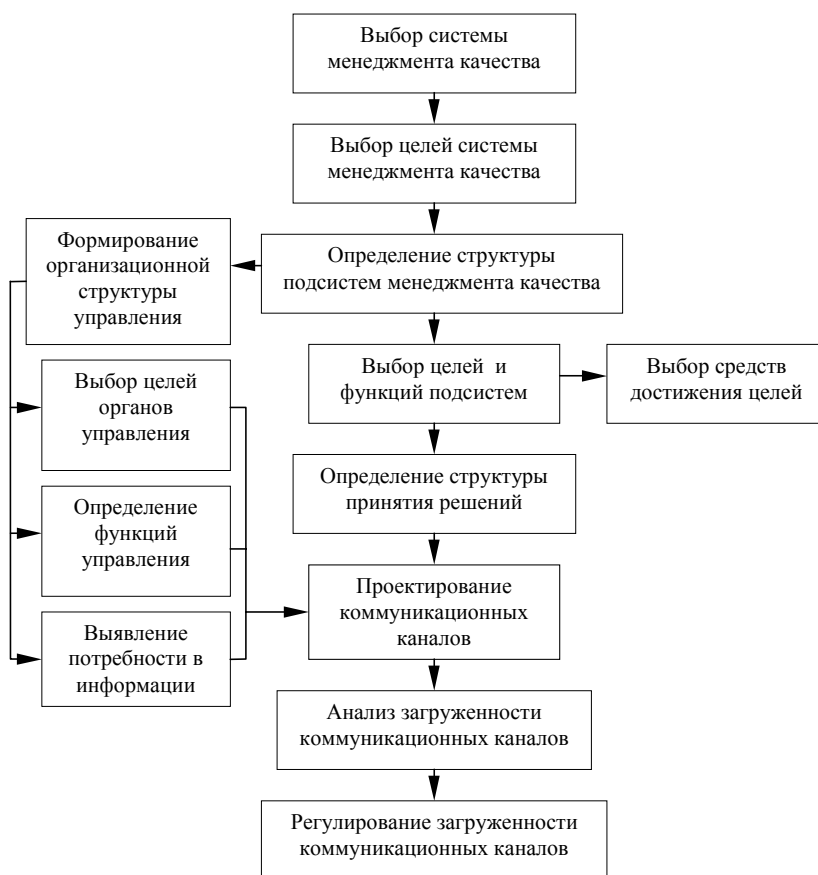 Выбор системы
менеджмента качества
Выбор целей системы
менеджмента качества
Формирование
организационной
структуры
управления
Определение структуры
подсистем менеджмента качества
Выбор целей и
функций подсистем
Выбор средств
достижения целей
Выбор целей
органов
управления
Определение структуры
принятия решений
Определение
функций
управления
Проектирование
коммуникационных
каналов
Выявление
потребности в
информации
Анализ загруженности
коммуникационных каналов
Регулирование загруженности
коммуникационных каналов